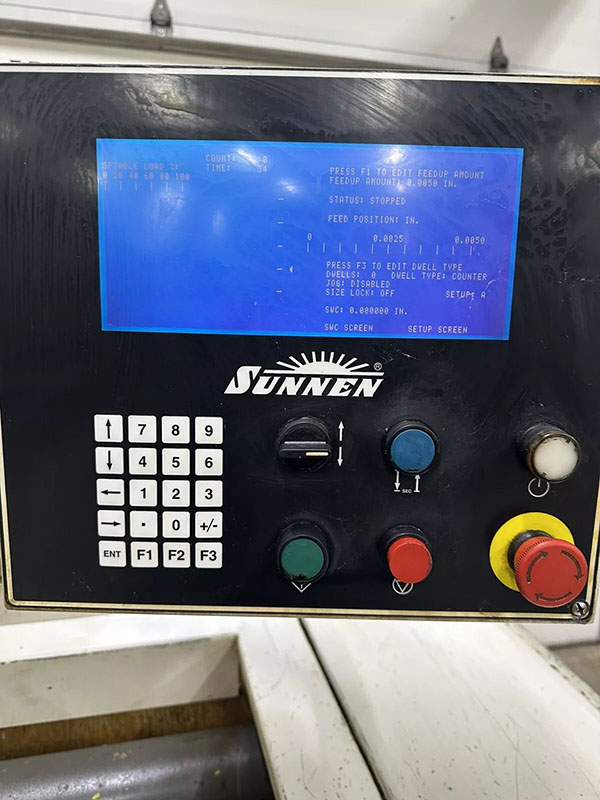 SPINDLE LOAD %:
0 20 40 60 80 100
COUNT: 0
TIME: 34
PRESS F1 TO EDIT FEEDUP AMOUNT
FEEDUP AMOUNT: 0.0050 IN.
STATUS: STOPPED
FEED POSITION: IN.
0 0.0025 0.0050
PRESS F3 TO EDIT DWELL TYPE
DWELLS: 0 DWELL TYPE: COUNTER
JOG: DISABLED
SIZE LOCK: OFF SETUP: A
SWC: 0.000000 IN.
SWC SCREEN SETUP SCREEN
SUNNEN®
↑ 7 8 9
↓ 4 5 6
← 1 2 3
→ . 0 +/-
ENT F1 F2 F3
SEC